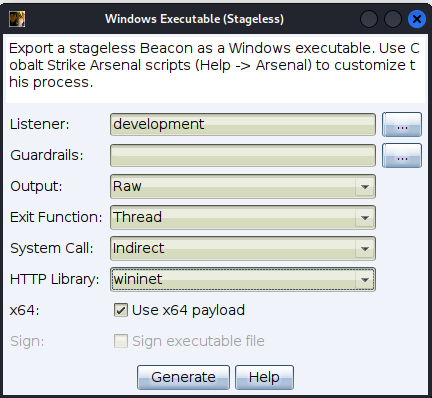 Windows Executable (Stageless)
Export a stageless Beacon as a Windows executable. Use C
obalt Strike Arsenal scripts (Help -> Arsenal) to customize t
his process.
Listener: development ...
Guardrails: ...
Output: Raw
Exit Function: Thread
System Call: Indirect
HTTP Library: wininet
x64: Use x64 payload
Sign: Sign executable file
Generate Help